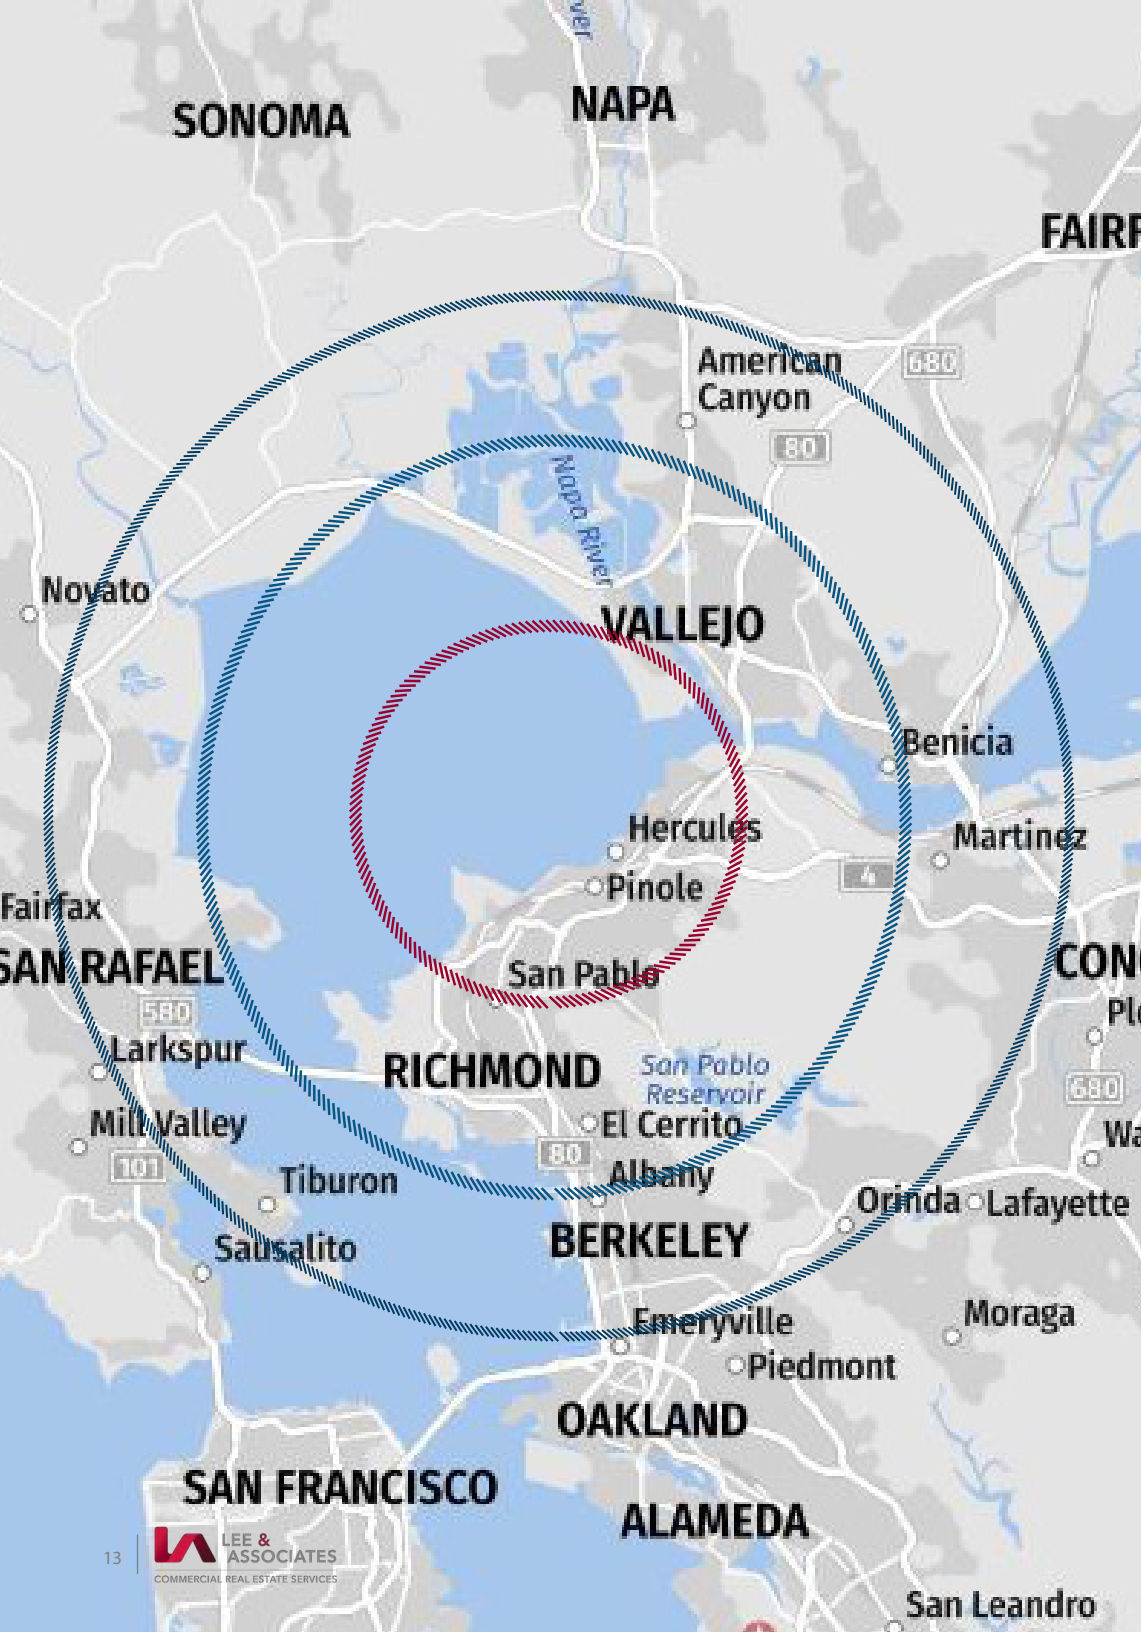 ver
NAPA
SONOMA
FAIRF
American
Canyon
680
80
Napa River
Novato
VALLEJO
Benicia
Hercules
Martinez
4
Pinole
Fairfax
SAN RAFAEL
CON
San Pablo
580
Ple
Larkspur
RICHMOND
San Pablo
Reservoir
680
Mill Valley
El Cerrito
Wa
80
101
Albany
Tiburon
Orinda
Lafayette
BERKELEY
Sausalito
Moraga
Emeryville
Piedmont
OAKLAND
SAN FRANCISCO
ALAMEDA
13
LEE &
ASSOCIATES
COMMERCIAL REAL ESTATE SERVICES
San Leandro